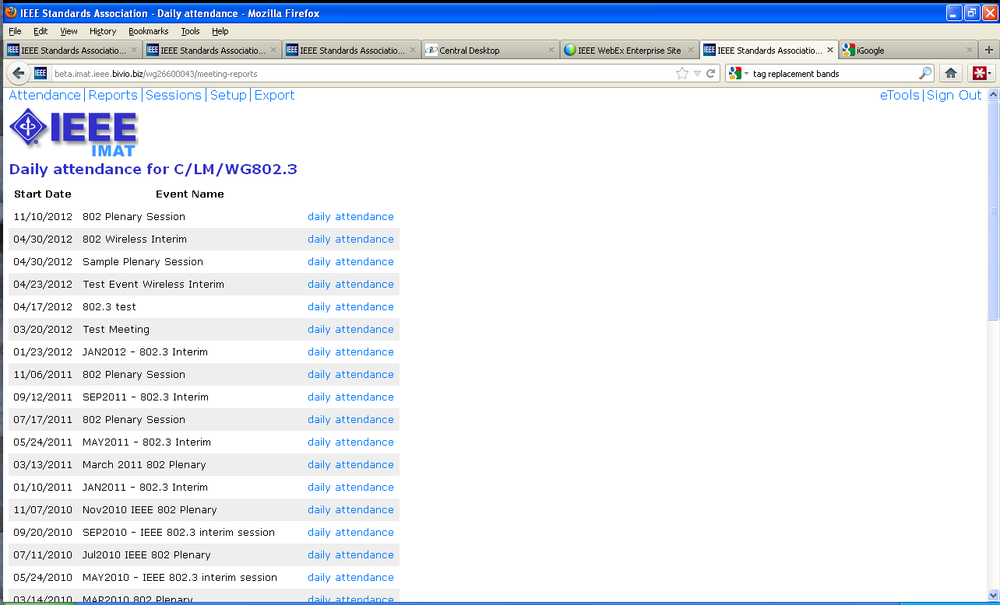 IEEE Standards Association - Daily attendance - Mozilla Firefox
File Edit View History Bookmarks Tools Help
IEEE Standards Associatio... IEEE Standards Associatio... IEEE Standards Associatio... Central Desktop IEEE WebEx Enterprise Site IEEE Standards Associatio... iGoogle
IEEE beta.imat.ieee.bivio.biz/wg26600043/meeting-reports tag replacement bands
Attendance | Reports | Sessions | Setup | Export eTools | Sign Out
IEEE
IMAT
Daily attendance for C/LM/WG802.3
Start Date Event Name
11/10/2012 802 Plenary Session daily attendance
04/30/2012 802 Wireless Interim daily attendance
04/30/2012 Sample Plenary Session daily attendance
04/23/2012 Test Event Wireless Interim daily attendance
04/17/2012 802.3 test daily attendance
03/20/2012 Test Meeting daily attendance
01/23/2012 JAN2012 - 802.3 Interim daily attendance
11/06/2011 802 Plenary Session daily attendance
09/12/2011 SEP2011 - 802.3 Interim daily attendance
07/17/2011 802 Plenary Session daily attendance
05/24/2011 MAY2011 - 802.3 Interim daily attendance
03/13/2011 March 2011 802 Plenary daily attendance
01/10/2011 JAN2011 - 802.3 Interim daily attendance
11/07/2010 Nov2010 IEEE 802 Plenary daily attendance
09/20/2010 SEP2010 - IEEE 802.3 interim session daily attendance
07/11/2010 Jul2010 IEEE 802 Plenary daily attendance
05/24/2010 MAY2010 - IEEE 802.3 interim session daily attendance
03/14/2010 MAR2010 802 Plenary daily attendance